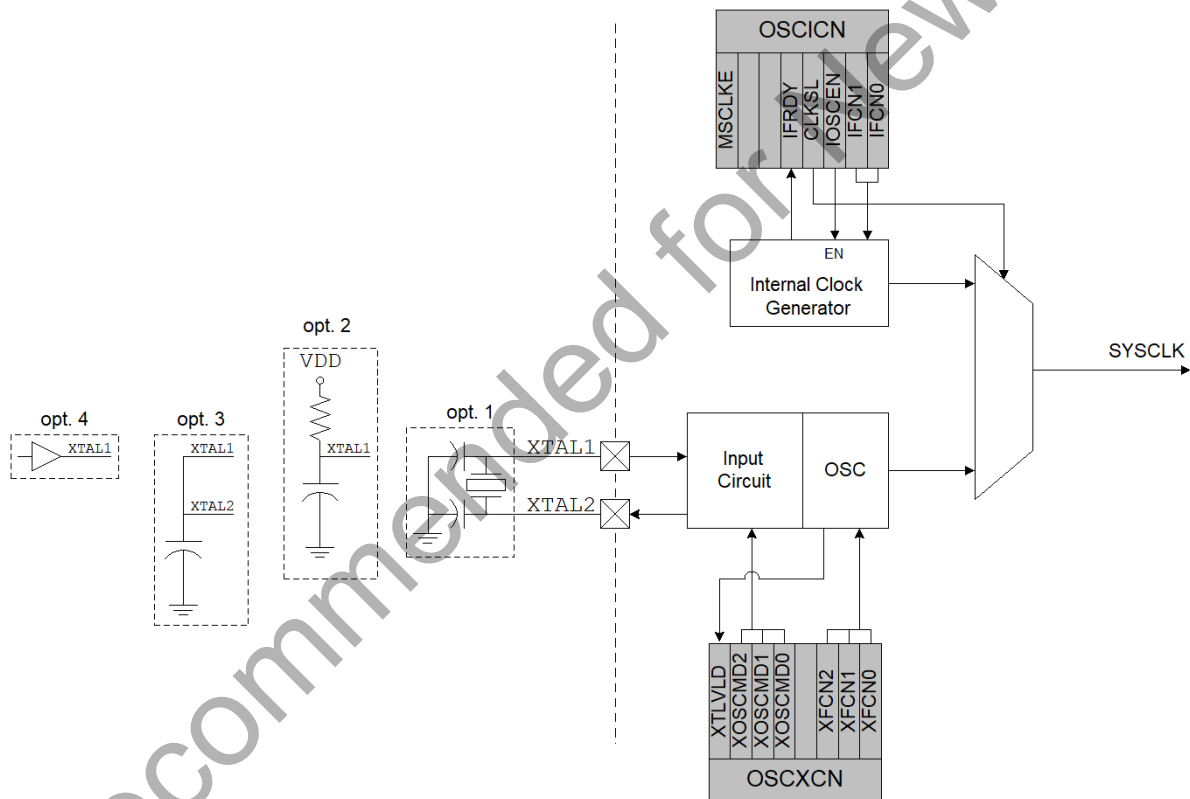 OSCICN
MSCLKE
IFRDY
CLKSL
IOSCEN
IFCN1
IFCN0
EN
Internal Clock
Generator
SYSCLK
opt. 4
XTAL1
opt. 3
XTAL1
XTAL2
opt. 2
VDD
XTAL1
opt. 1
XTAL1
XTAL2
Input
Circuit
OSC
XTLVLD
XOSCMD2
XOSCMD1
XOSCMD0
XFCN2
XFCN1
XFCN0
OSCXCN
ecommended for New